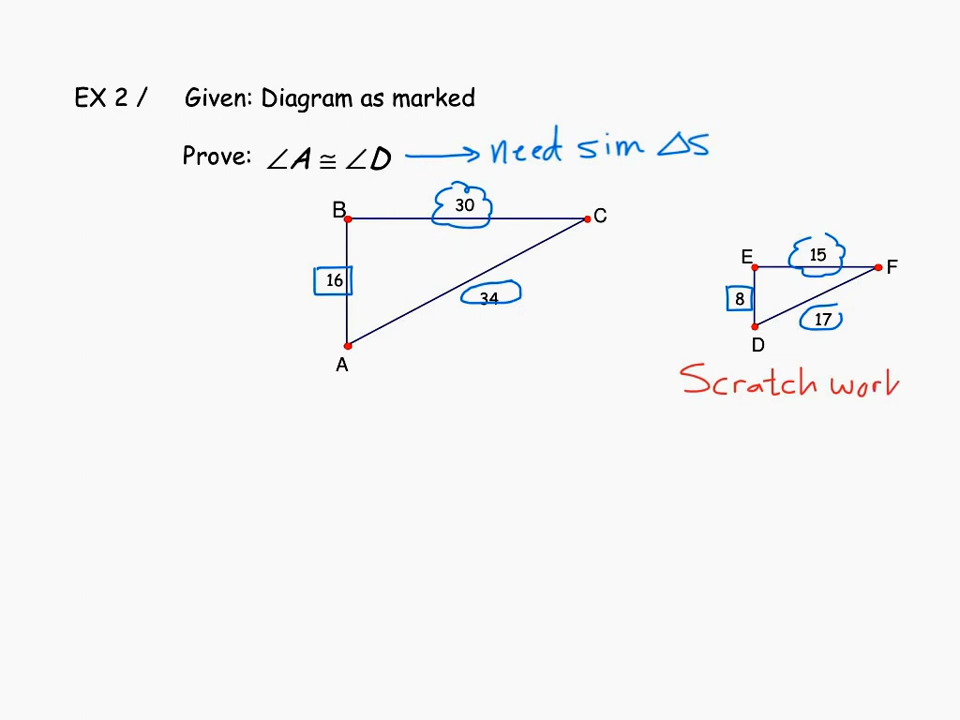 EX 2 / Given: Diagram as marked
Prove: ∠A ≅ ∠D → need sim △s
B
30
C
16
34
A
E
15
F
8
17
D
Scratch work